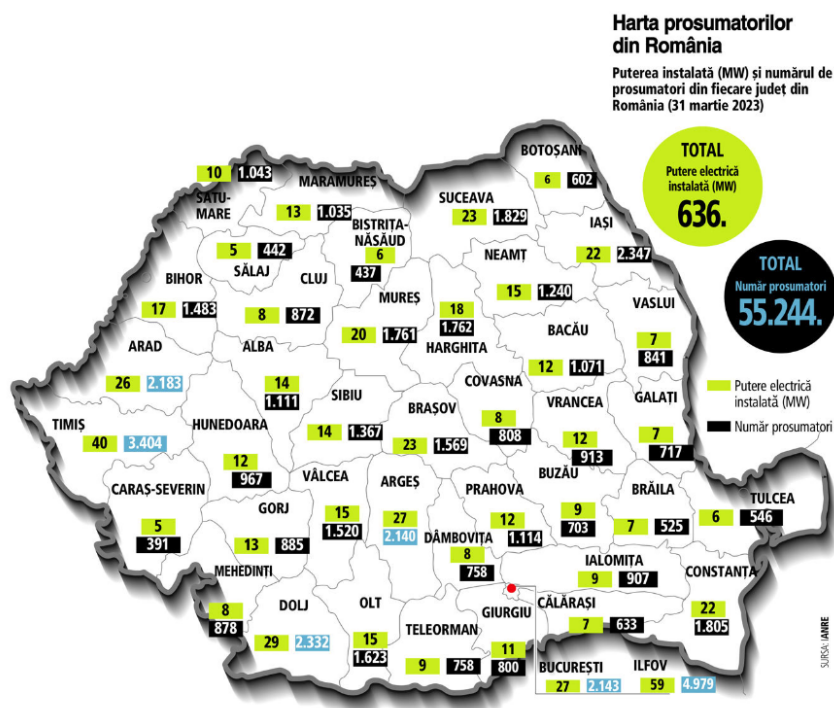 Harta prosumatorilor
din România
Puterea instalată (MW) și numărul de
prosumatori din fiecare județ din
România (31 martie 2023)
TOTAL
Putere electrică
instalată (MW)
636.
TOTAL
Număr prosumatori
55.244.
Putere electrică
instalată (MW)
Număr prosumatori
10 1.043
SATU-
MARE
MARAMUREȘ
13 1.035
BOTOȘANI
6 602
SUCEAVA
23 1.829
BISTRIȚA-
NĂSĂUD
6
437
IAȘI
22 2.347
5 442
SĂLAJ
CLUJ
8 872
NEAMȚ
15 1.240
BIHOR
17 1.483
MUREȘ
20 1.761
18
1.762
HARGHITA
BACĂU
12 1.071
VASLUI
7
841
ARAD
26 2.183
ALBA
14
1.111
SIBIU
14 1.367
BRAȘOV
23 1.569
COVASNA
8
808
VRANCEA
12
913
GALAȚI
7
717
TIMIȘ
40 3.404
HUNEDOARA
12
967
CARAȘ-SEVERIN
5
391
GORJ
13 885
VÂLCEA
15
1.520
ARGEȘ
27
2.140
DÂMBOVIȚA
8
758
PRAHOVA
12
1.114
BUZĂU
9
703
BRĂILA
7 525
TULCEA
6 546
MEHEDINȚI
8
878
DOLJ
29 2.332
OLT
15
1.623
TELEORMAN
9 758
GIURGIU
11
800
IALOMIȚA
9 907
CĂLĂRAȘI
7 633
CONSTANȚA
22
1.805
BUCUREȘTI
27 2.143
ILFOV
59 4.979
SURSA: IANRE